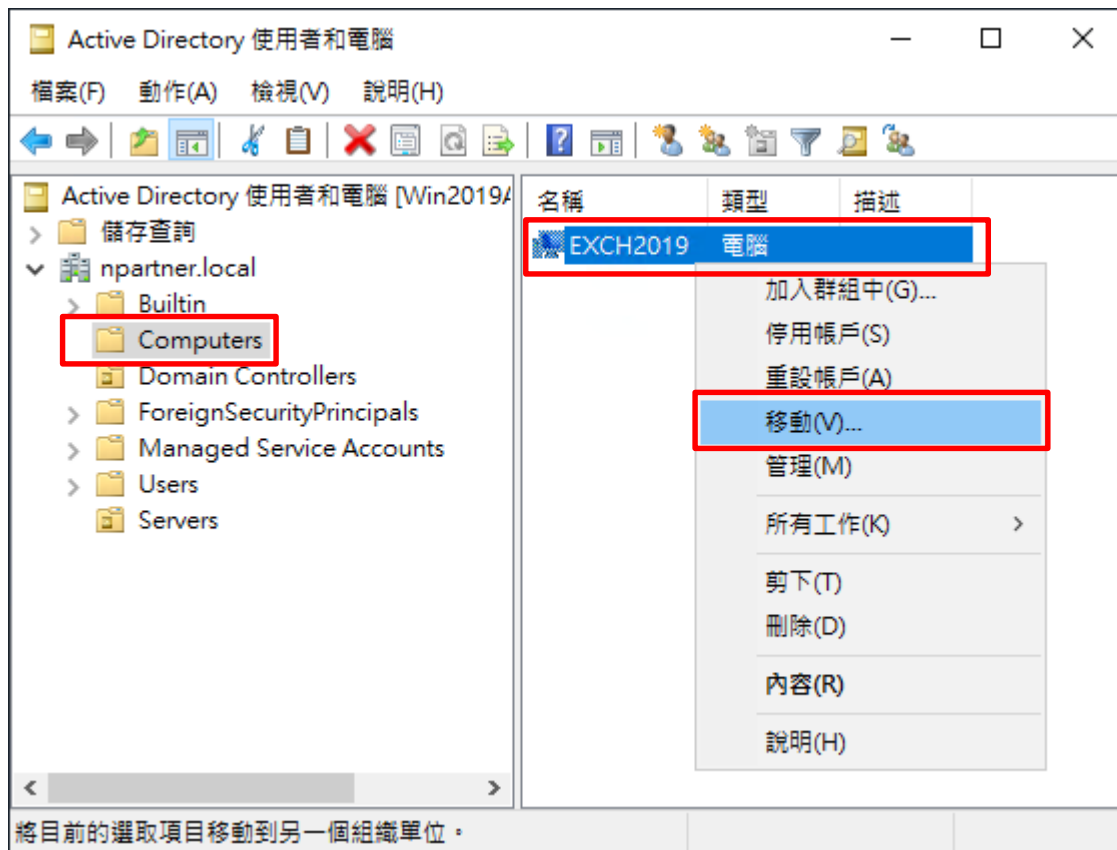 Active Directory 使用者和電腦
檔案(F) 動作(A) 檢視(V) 說明(H)
Active Directory 使用者和電腦 [Win2019A
儲存查詢
npartner.local
Builtin
Computers
Domain Controllers
ForeignSecurityPrincipals
Managed Service Accounts
Users
Servers
名稱 類型 描述
EXCH2019 電腦
加入群組中(G)...
停用帳戶(S)
重設帳戶(A)
移動(V)...
管理(M)
所有工作(K)
剪下(T)
刪除(D)
內容(R)
說明(H)
將目前的選取項目移動到另一個組織單位。